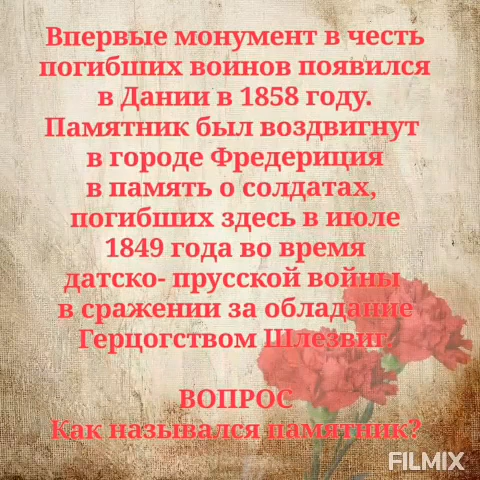 Впервые монумент в честь
погибших воинов появился
в Дании в 1858 году.
Памятник был воздвигнут
в городе Фредериция
в память о солдатах,
погибших здесь в июле
1849 года во время
датско- прусской войны
в сражении за обладание
Герцогством Шлезвиг.
ВОПРОС
Как назывался памятник?
FILMIX